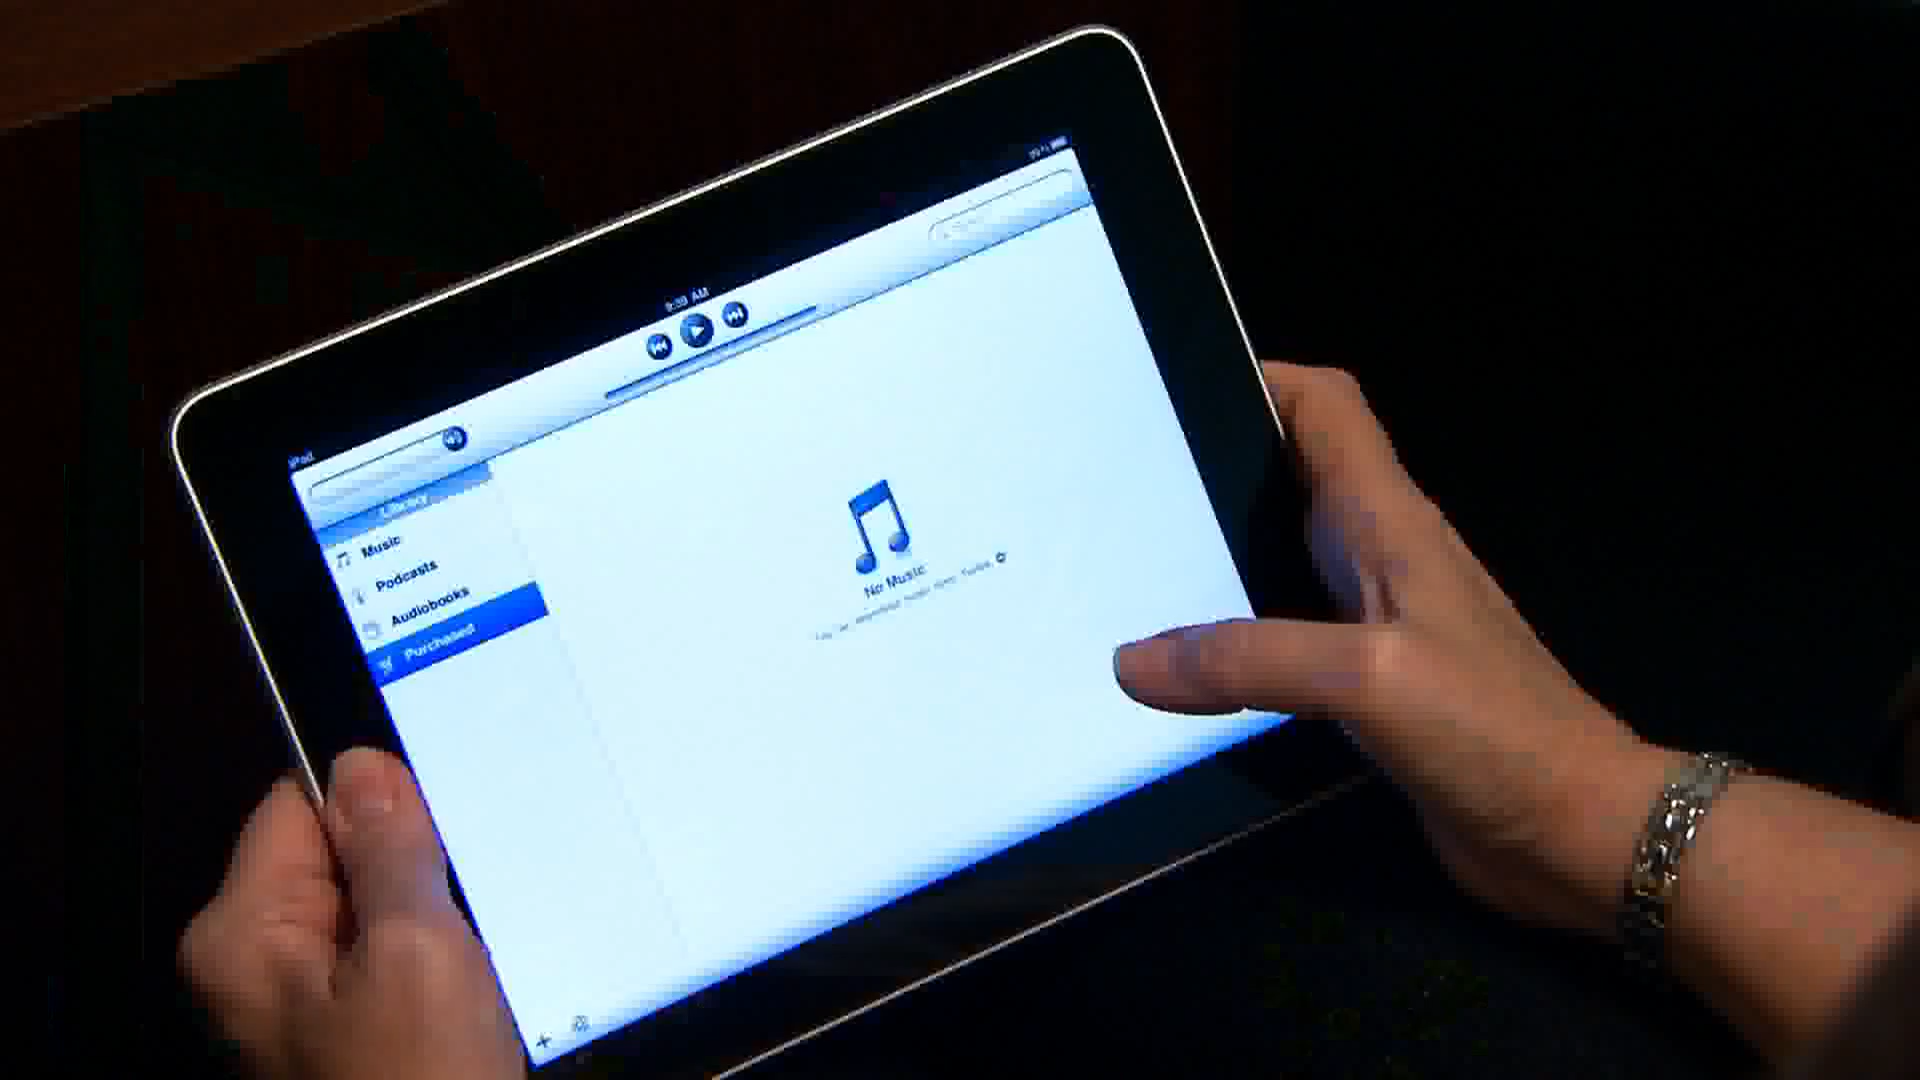 iPad
9:39 AM
Library
Music
Podcasts
Audiobooks
Purchased
No Music